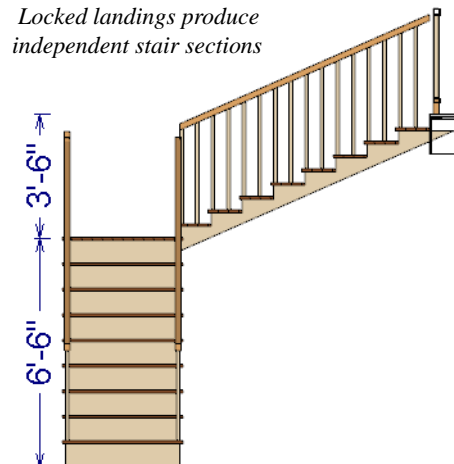 Locked landings produce
independent stair sections
3'-6"
6'-6"